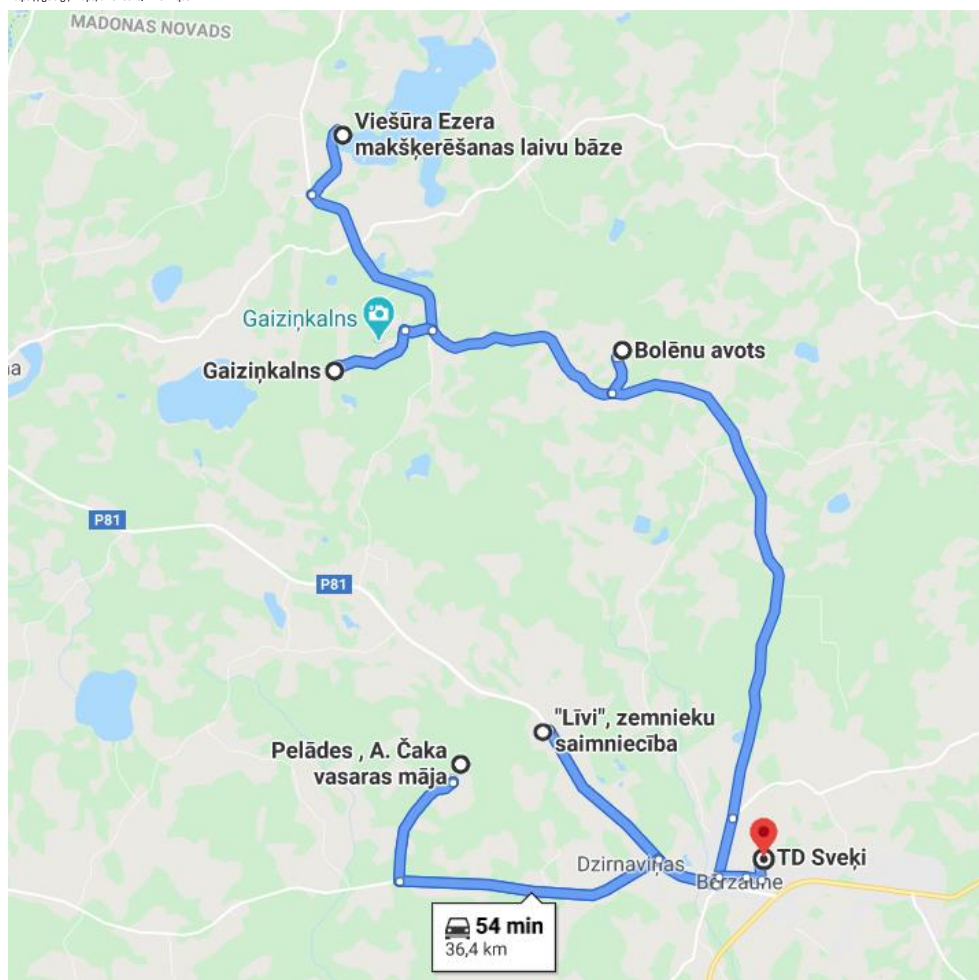 MADONAS NOVADS
Viešūra Ezera
makšķerēšanas laivu bāze
Gaiziņkalns
Bolēnu avots
Gaiziņkalns
P81
P81
"Līvi", zemnieku
saimniecība
Pelādes , A. Čaka
vasaras māja
TD Sveķi
Dzirnaviņas
Bērzaune
54 min
36,4 km